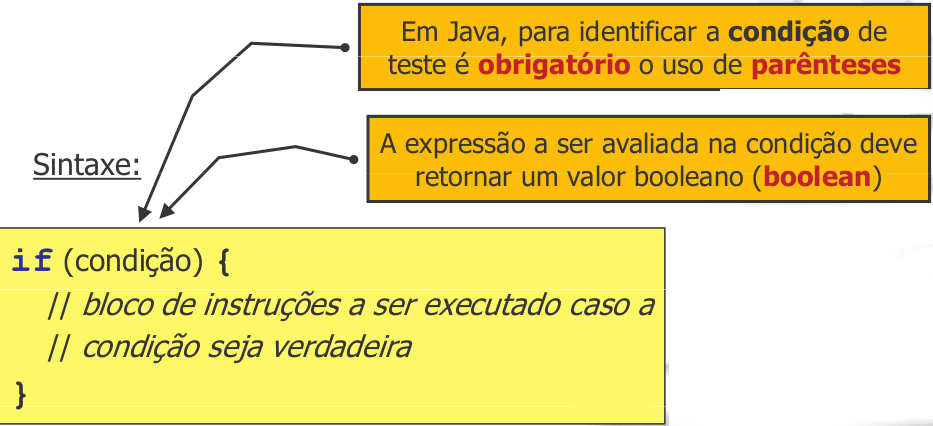 Em Java, para identificar a condição de
teste é obrigatório o uso de parênteses
A expressão a ser avaliada na condição deve
retornar um valor booleano (boolean)
Sintaxe:
if (condição) {
// bloco de instruções a ser executado caso a
// condição seja verdadeira
}